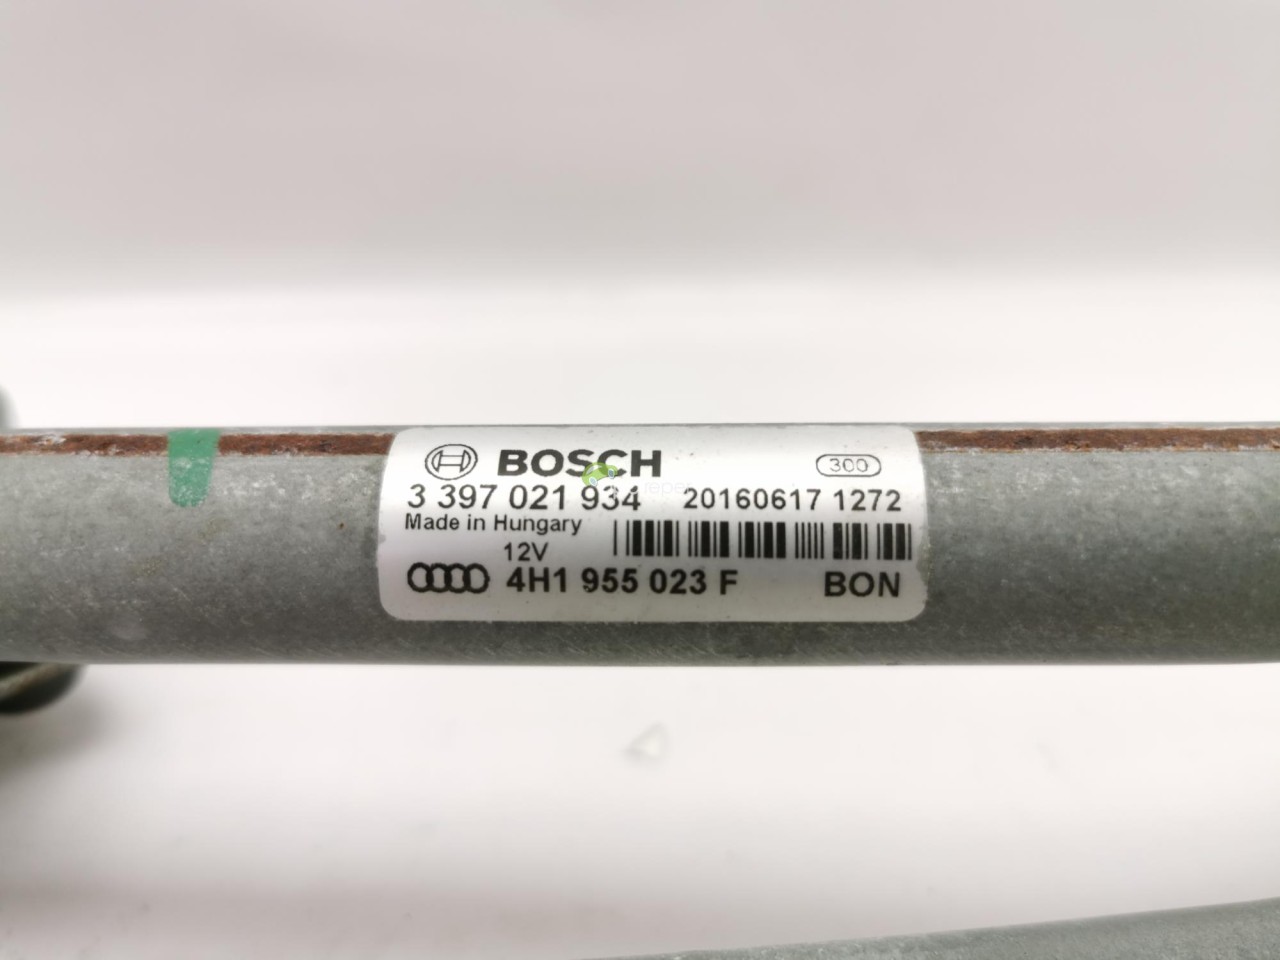 BOSCH 300
3 397 021 934 20160617 1272
Made in Hungary
12V
4H1 955 023 F BON